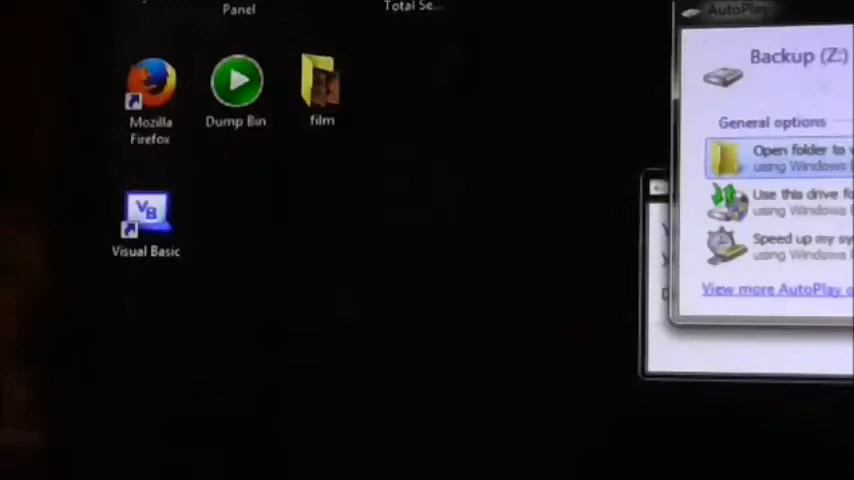 Panel
Total Se...
AutoPlay
Backup (Z:)
General options
Mozilla
Firefox
Dump Bin
film
Open folder to v
using Windows
Use this drive fo
using Windows
VB
Visual Basic
Speed up my sy
using Windows
View more AutoPlay o